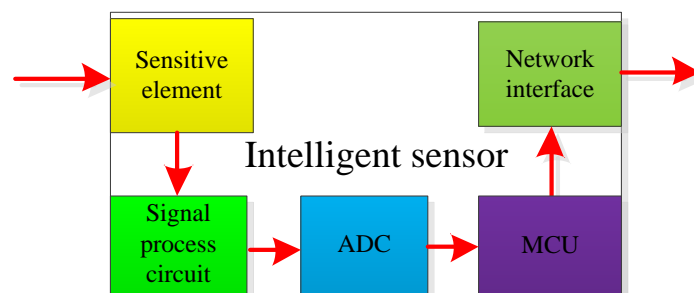 Sensitive
element
Network
interface
Intelligent sensor
Signal
process
circuit
ADC
MCU